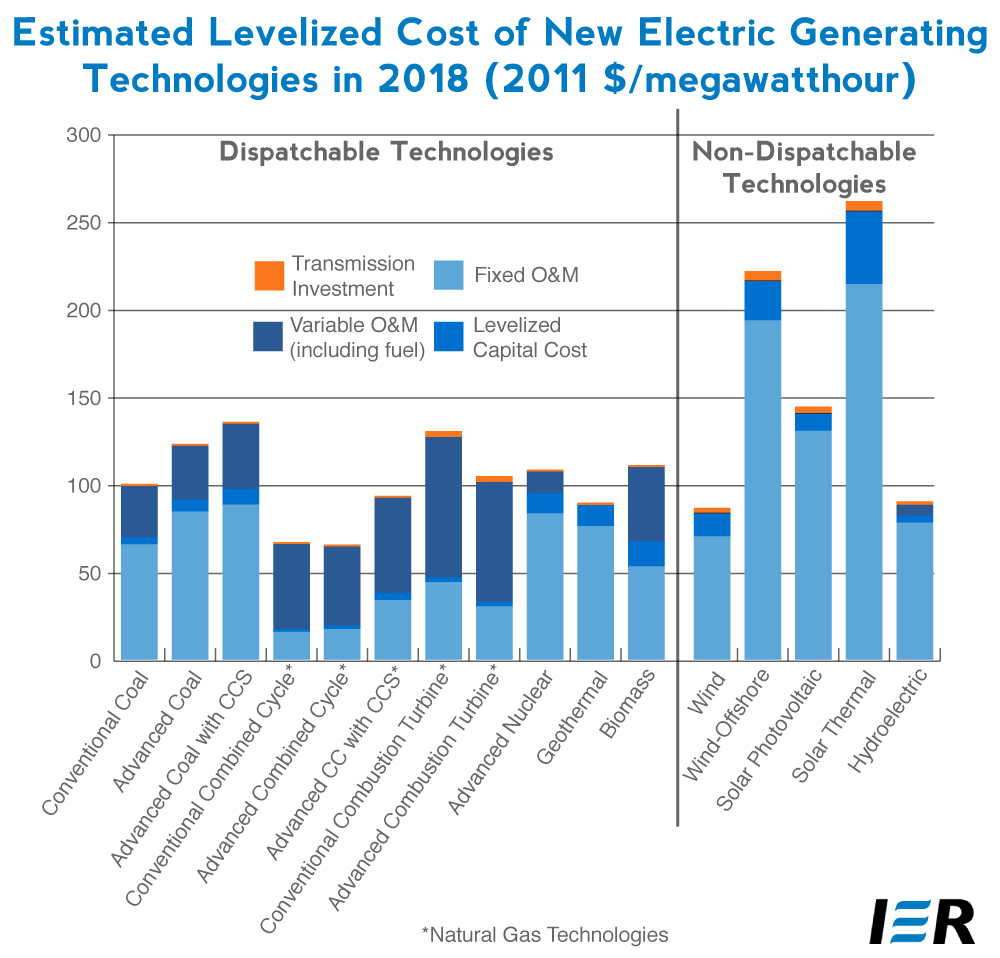 Estimated Levelized Cost of New Electric Generating
Technologies in 2018 (2011 $/megawatthour)
300
250
200
150
100
50
0
Dispatchable Technologies
Non-Dispatchable
Technologies
Transmission
Investment
Fixed O&M
Variable O&M
(including fuel)
Levelized
Capital Cost
Conventional Coal
Advanced Coal
Advanced Coal with CCS
Conventional Combined Cycle*
Advanced Combined Cycle*
Advanced CC with CCS*
Conventional Combustion Turbine*
Advanced Combustion Turbine*
Advanced Nuclear
Geothermal
Biomass
Wind
Wind-Offshore
Solar Photovoltaic
Solar Thermal
Hydroelectric
*Natural Gas Technologies
IER